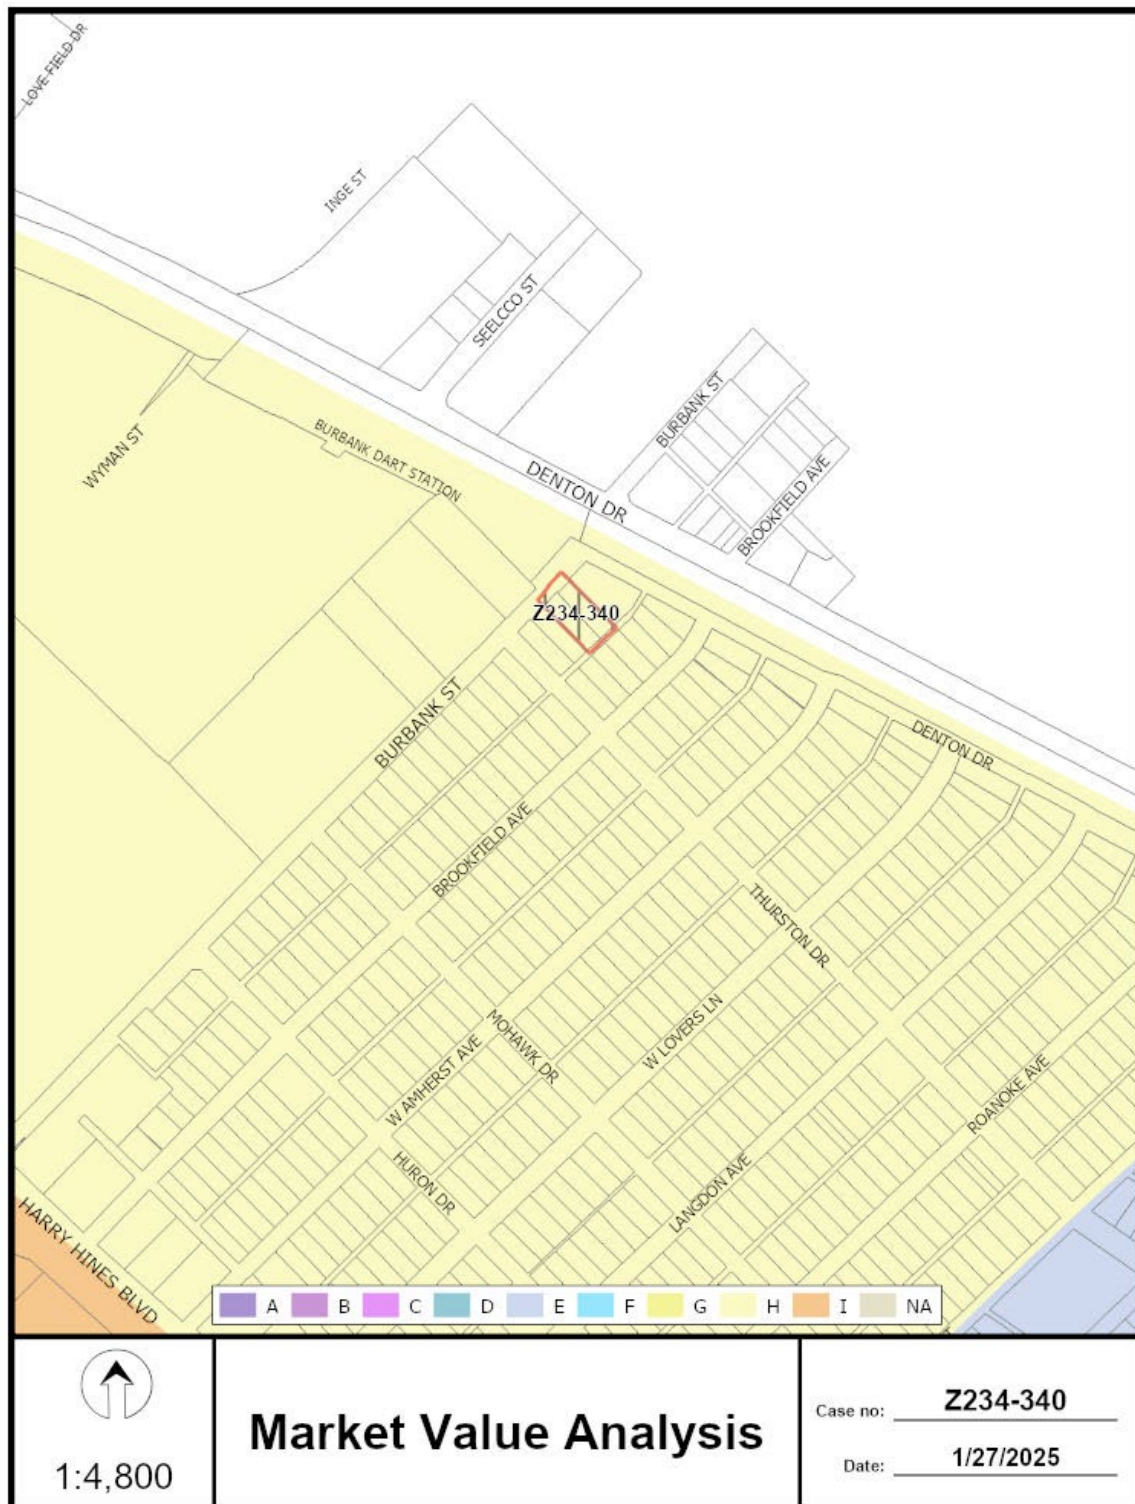 LOVE FIELD DR
INGE ST
SEELCCO ST
BURBANK ST
WYMAN ST
BURBANK DART STATION
DENTON DR
BROOKFIELD AVE
Z234-340
BURBANK ST
DENTON DR
BROOKFIELD AVE
THURSTON DR
MOHAWK DR
W LOVERS LN
W AMHERST AVE
ROANOKE AVE
HURON DR
LANGDON AVE
HARRY HINES BLVD
A B C D E F G H I NA
1:4,800
Market Value Analysis
Case no: Z234-340
Date: 1/27/2025